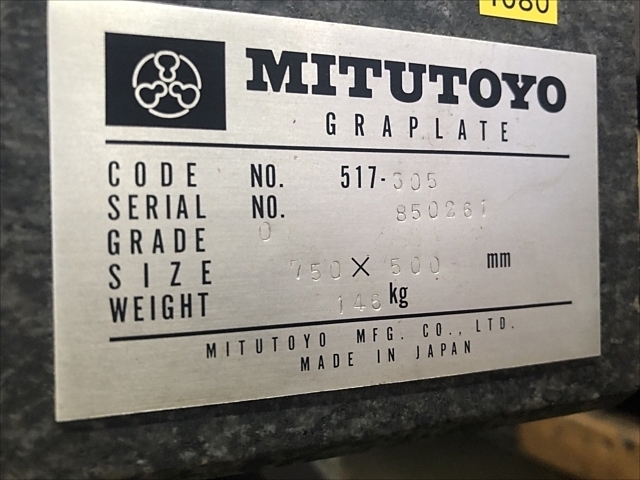 1080
MITUTOYO
GRAPLATE
CODE NO. 517-305
SERIAL NO. 850261
GRADE 0
SIZE 750 × 500 mm
WEIGHT 146 kg
MITUTOYO MFG. CO., LTD.
MADE IN JAPAN